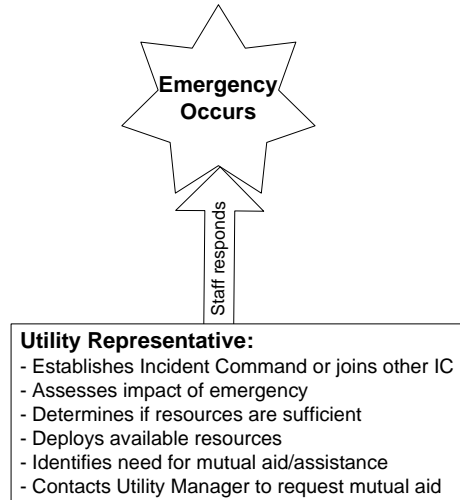 Emergency
Occurs
Staff responds
Utility Representative:
- Establishes Incident Command or joins other IC
- Assesses impact of emergency
- Determines if resources are sufficient
- Deploys available resources
- Identifies need for mutual aid/assistance
- Contacts Utility Manager to request mutual aid